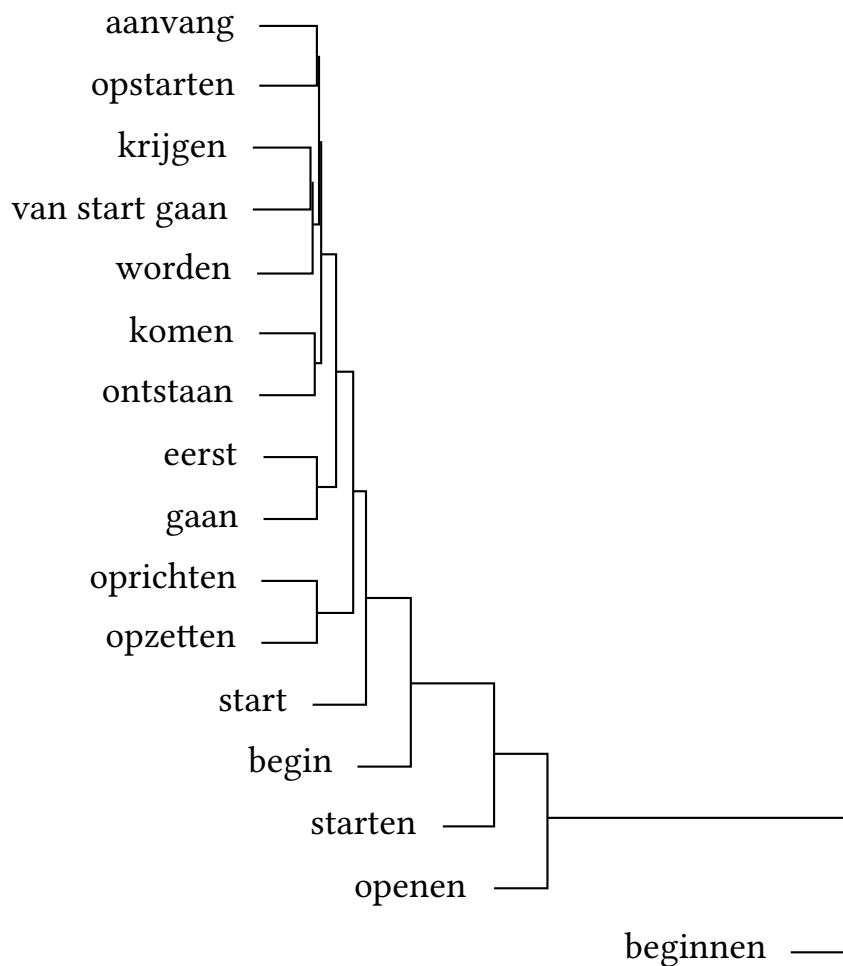 aanvang
opstarten
krijgen
van start gaan
worden
komen
ontstaan
eerst
gaan
oprichten
opzetten
start
begin
starten
openen
beginnen